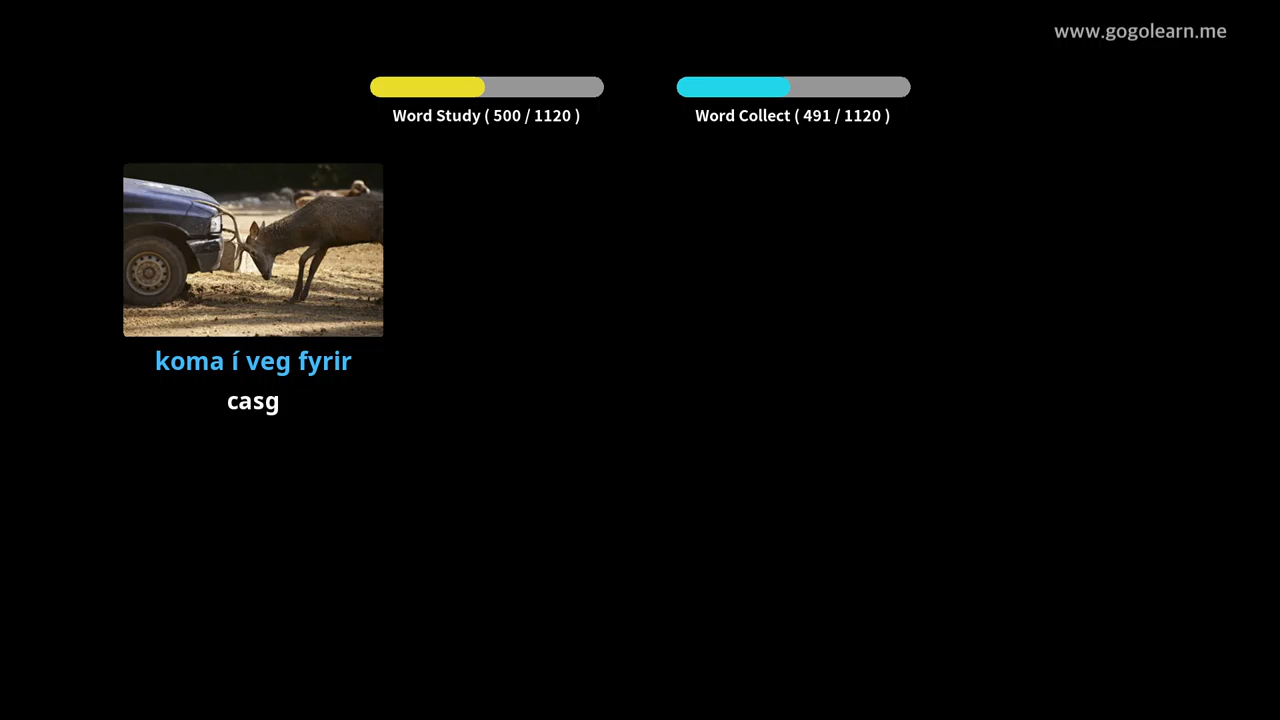 www.gogolearn.me
Word Study ( 500 / 1120 )
Word Collect ( 491 / 1120 )
koma í veg fyrir
casg